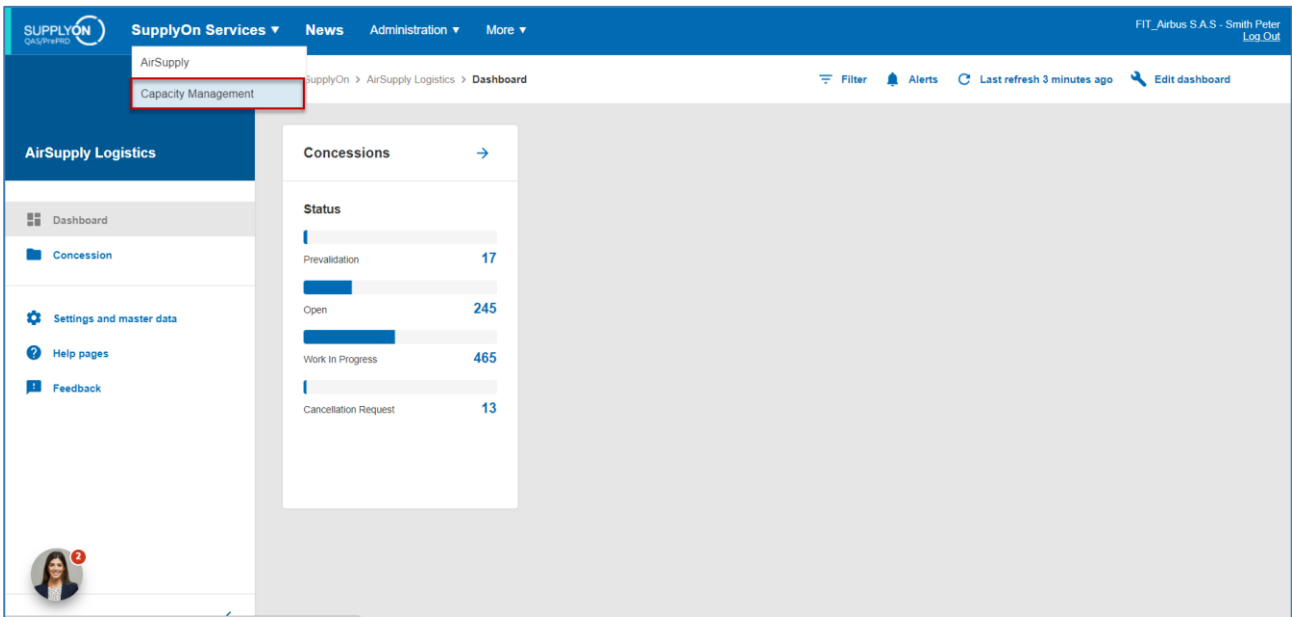 SUPPLYON
QAS/PrePRD
SupplyOn Services ▼
News
Administration ▼
More ▼
FIT_Airbus S.A.S - Smith Peter
Log Out
AirSupply
Capacity Management
SupplyOn > AirSupply Logistics > Dashboard
Filter
Alerts
Last refresh 3 minutes ago
Edit dashboard
AirSupply Logistics
Dashboard
Concession
Settings and master data
Help pages
Feedback
2
Concessions
Status
Prevalidation 17
Open 245
Work In Progress 465
Cancellation Request 13